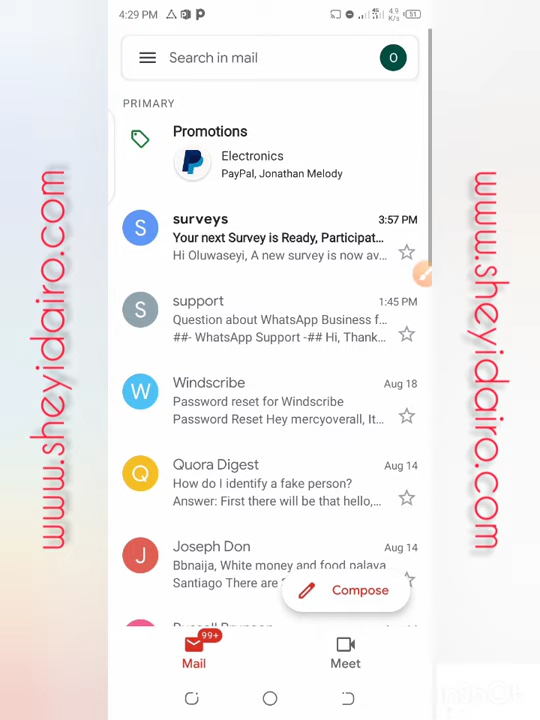 4:29 PM
4G 4.9 K/s 51
Search in mail
O
PRIMARY
Promotions
Electronics
PayPal, Jonathan Melody
S
surveys
3:57 PM
Your next Survey is Ready, Participat...
Hi Oluwaseyi, A new survey is now av...
S
support
1:45 PM
Question about WhatsApp Business f...
##- WhatsApp Support -## Hi, Thank...
W
Windscribe
Aug 18
Password reset for Windscribe
Password Reset Hey mercyoverall, It...
Q
Quora Digest
Aug 14
How do I identify a fake person?
Answer: First there will be that hello,...
J
Joseph Don
Aug 14
Bbnaija, White money and food palava
Santiago There are
Compose
99+
Mail
Meet
www.sheyidairo.com
www.sheyidairo.com